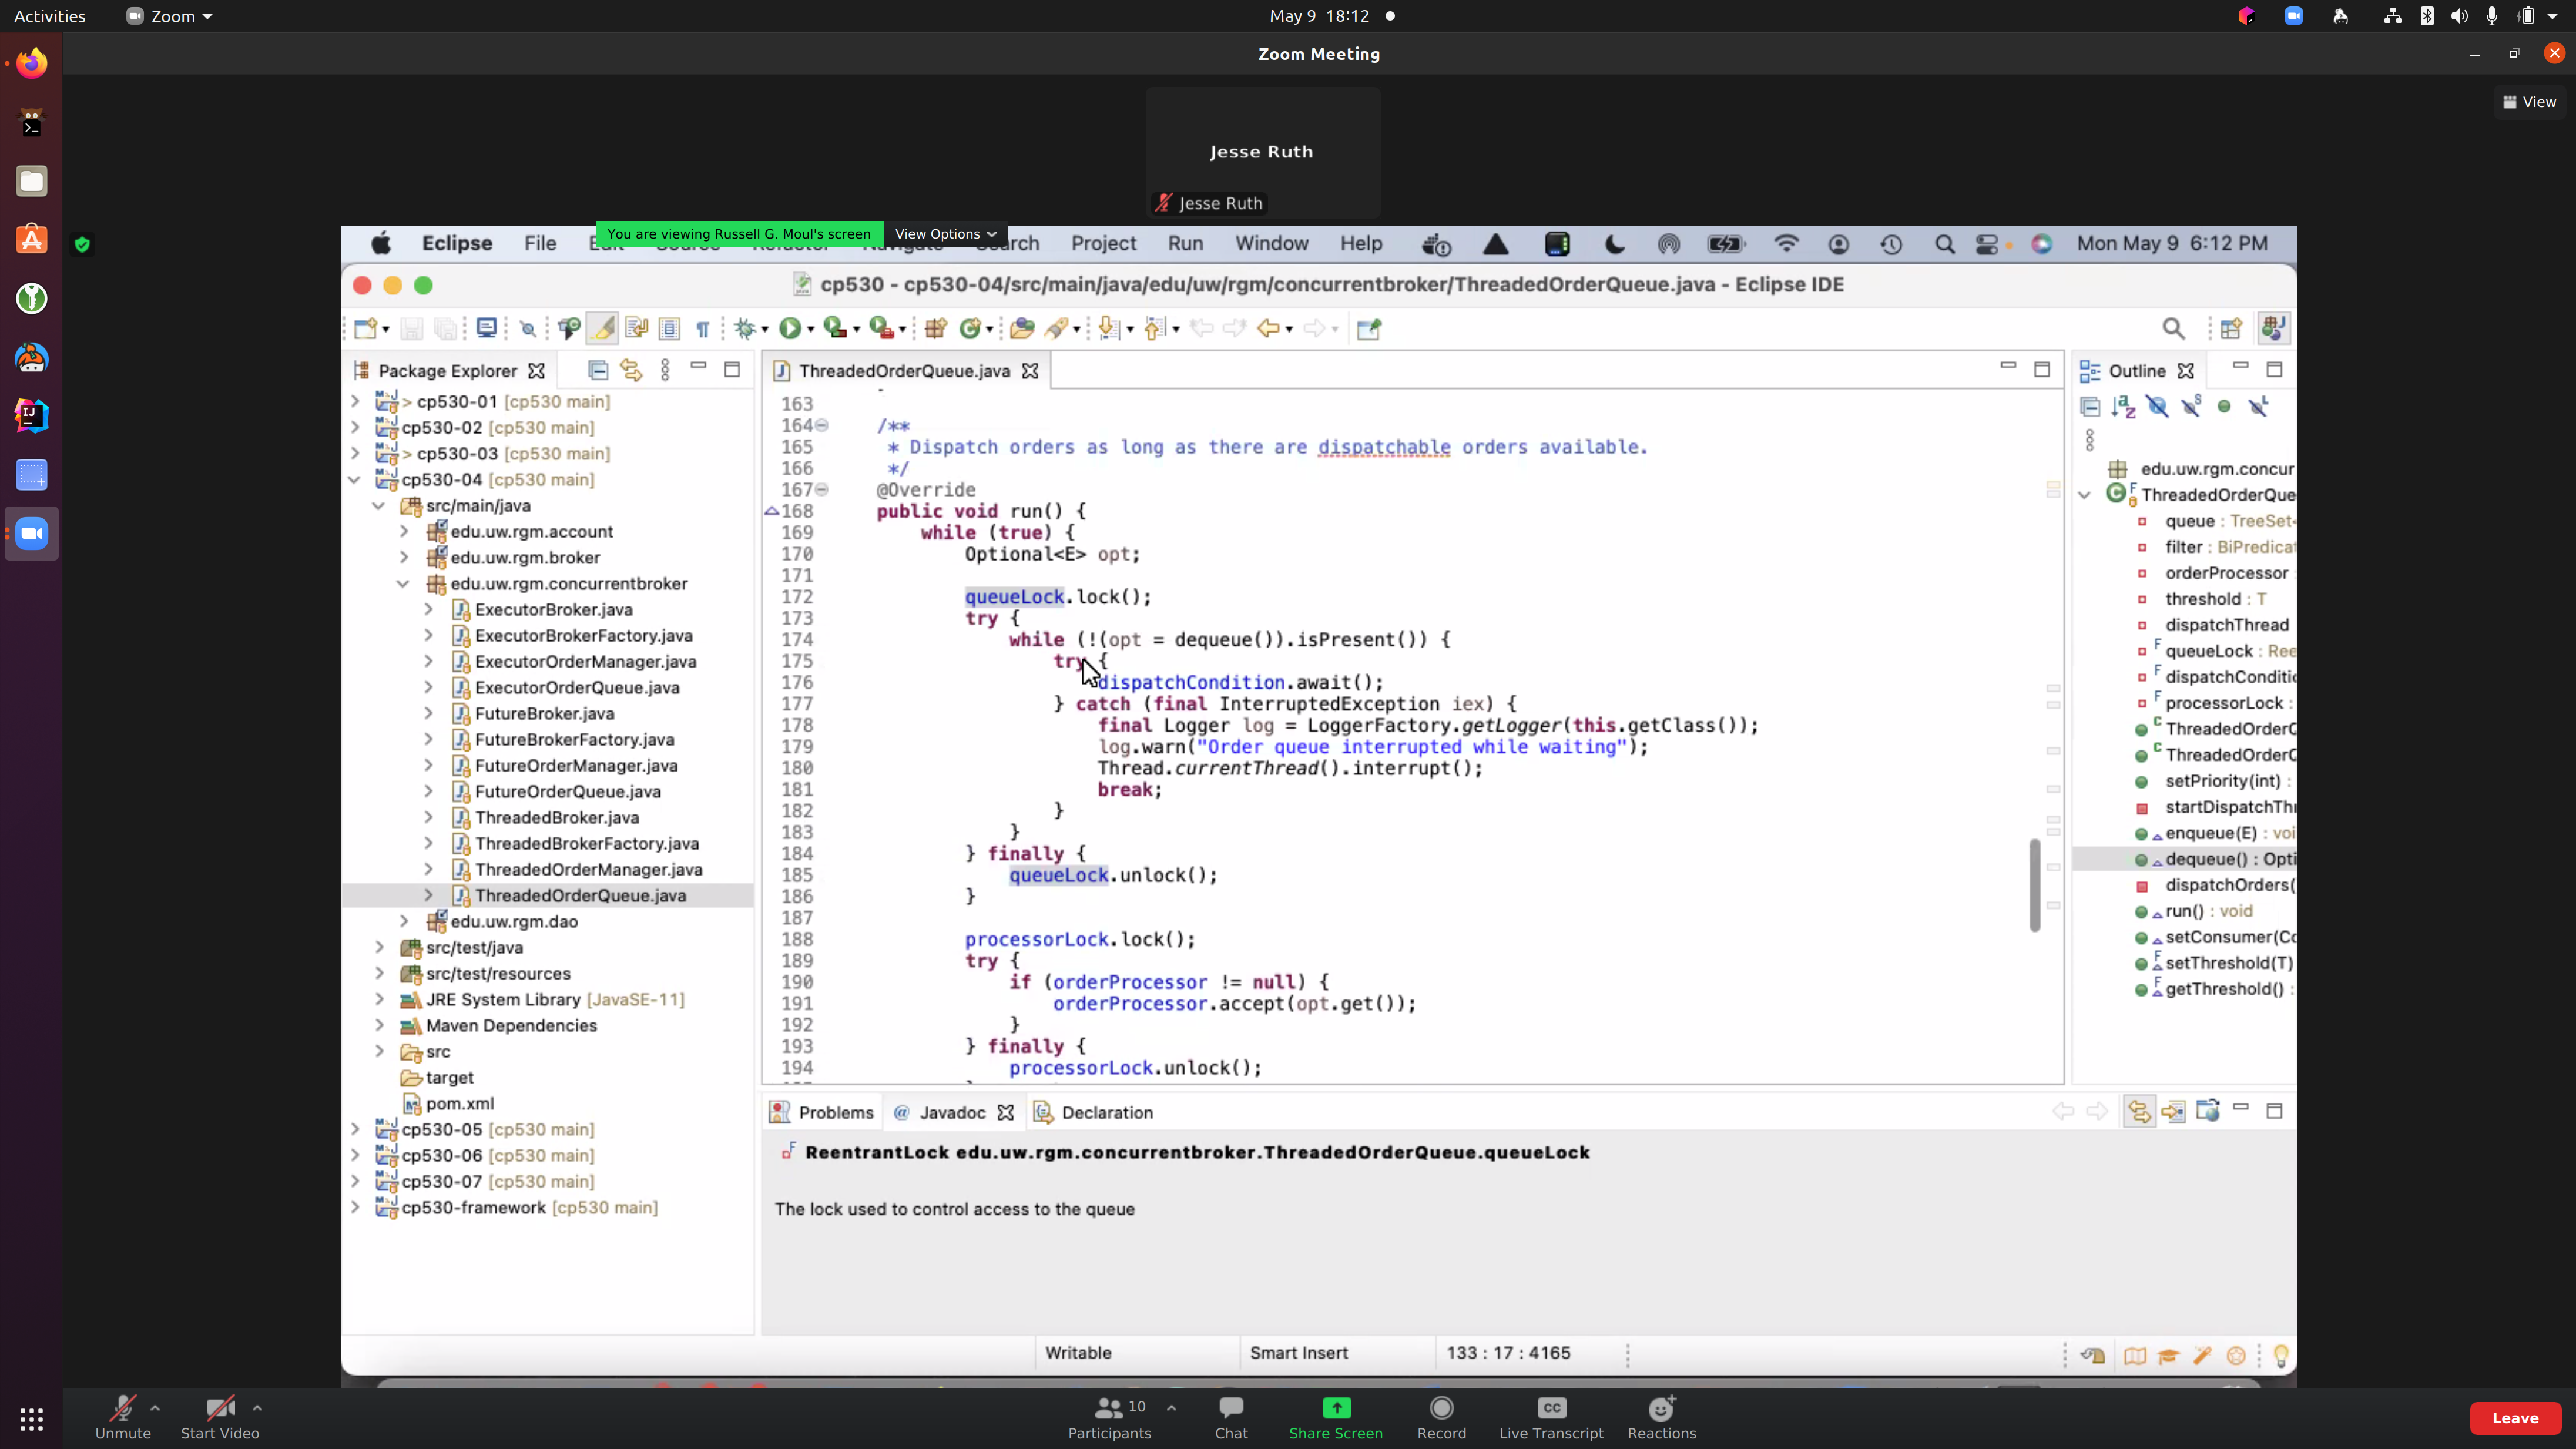 Activities
Zoom
May 9 18:12
Zoom Meeting
View
Jesse Ruth
Jesse Ruth
You are viewing Russell G. Moul's screen
View Options
Eclipse File Project Run Window Help Mon May 9 6:12 PM
cp530 - cp530-04/src/main/java/edu/uw/rgm/concurrentbroker/ThreadedOrderQueue.java - Eclipse IDE
Package Explorer
> cp530-01 [cp530 main]
cp530-02 [cp530 main]
> cp530-03 [cp530 main]
cp530-04 [cp530 main]
src/main/java
edu.uw.rgm.account
edu.uw.rgm.broker
edu.uw.rgm.concurrentbroker
ExecutorBroker.java
ExecutorBrokerFactory.java
ExecutorOrderManager.java
ExecutorOrderQueue.java
FutureBroker.java
FutureBrokerFactory.java
FutureOrderManager.java
FutureOrderQueue.java
ThreadedBroker.java
ThreadedBrokerFactory.java
ThreadedOrderManager.java
ThreadedOrderQueue.java
edu.uw.rgm.dao
src/test/java
src/test/resources
JRE System Library [JavaSE-11]
Maven Dependencies
src
target
pom.xml
cp530-05 [cp530 main]
cp530-06 [cp530 main]
cp530-07 [cp530 main]
cp530-framework [cp530 main]
ThreadedOrderQueue.java
163
164 /**
165 * Dispatch orders as long as there are dispatchable orders available.
166 */
167 @Override
168 public void run() {
169 while (true) {
170 Optional<E> opt;
171
172 queueLock.lock();
173 try {
174 while (!(opt = dequeue()).isPresent()) {
175 try {
176 dispatchCondition.await();
177 } catch (final InterruptedException iex) {
178 final Logger log = LoggerFactory.getLogger(this.getClass());
179 log.warn("Order queue interrupted while waiting");
180 Thread.currentThread().interrupt();
181 break;
182 }
183 }
184 } finally {
185 queueLock.unlock();
186 }
187
188 processorLock.lock();
189 try {
190 if (orderProcessor != null) {
191 orderProcessor.accept(opt.get());
192 }
193 } finally {
194 processorLock.unlock();
Outline
edu.uw.rgm.concur
ThreadedOrderQue
queue : TreeSet<
filter : BiPredica
orderProcessor
threshold : T
dispatchThread
queueLock : Ree
dispatchConditi
processorLock :
ThreadedOrderQ
ThreadedOrderQ
setPriority(int) :
startDispatchThr
enqueue(E) : voi
dequeue() : Opti
dispatchOrders(
run() : void
setConsumer(Co
setThreshold(T)
getThreshold() :
Problems
@ Javadoc
Declaration
ReentrantLock edu.uw.rgm.concurrentbroker.ThreadedOrderQueue.queueLock
The lock used to control access to the queue
Writable
Smart Insert
133 : 17 : 4165
Unmute
Start Video
10
Participants
Chat
Share Screen
Record
CC
Live Transcript
Reactions
Leave